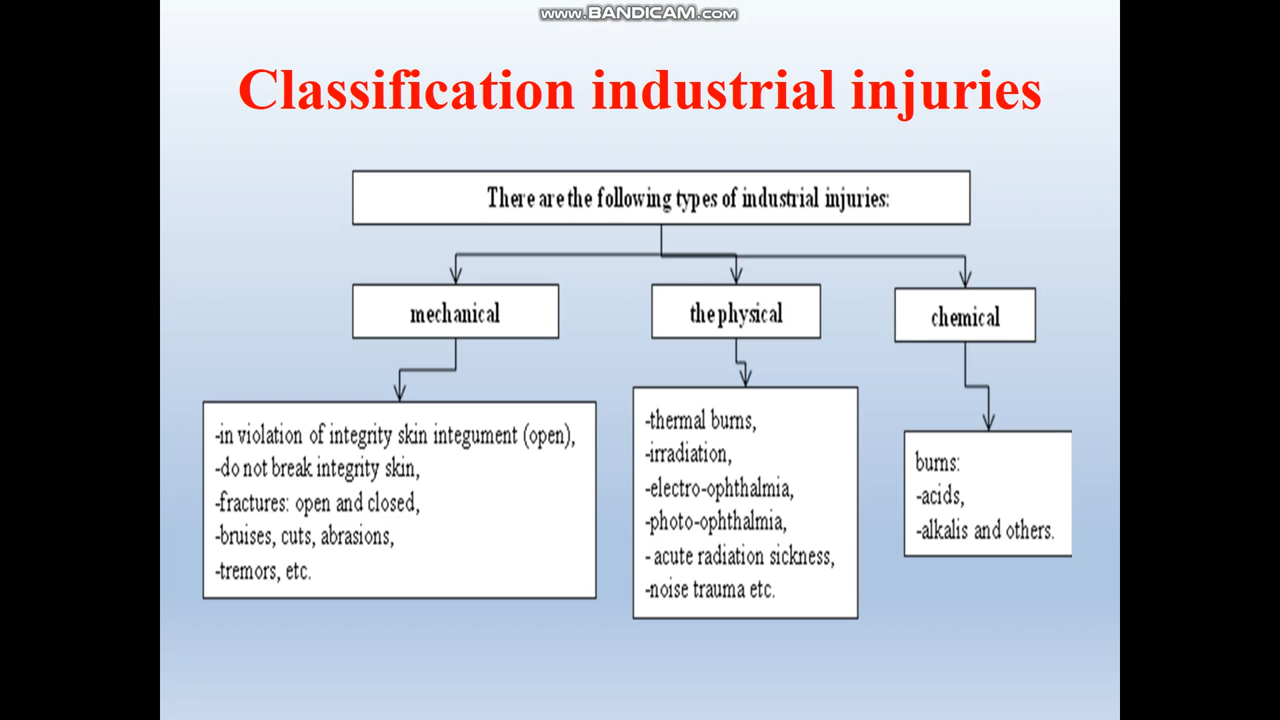 www.BANDICAM.com
Classification industrial injuries
There are the following types of industrial injuries:
mechanical
the physical
chemical
-in violation of integrity skin integument (open),
-do not break integrity skin,
-fractures: open and closed,
-bruises, cuts, abrasions,
-tremors, etc.
-thermal burns,
-irradiation,
-electro-ophthalmia,
-photo-ophthalmia,
- acute radiation sickness,
-noise trauma etc.
burns:
-acids,
-alkalis and others.